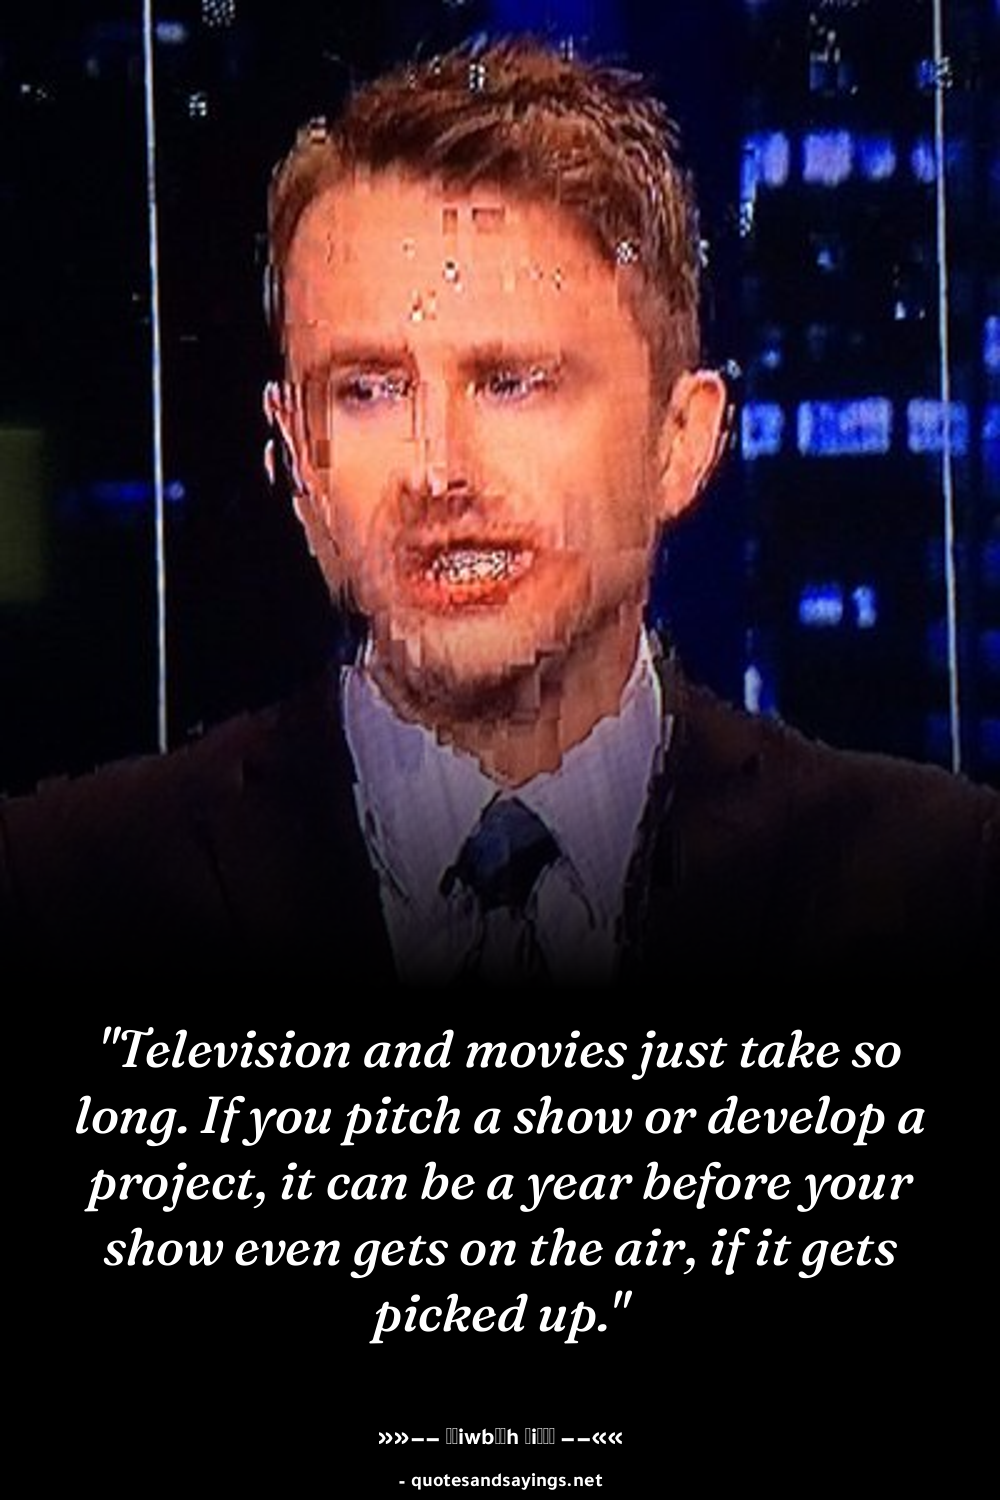 "Television and movies just take so
long. If you pitch a show or develop a
project, it can be a year before your
show even gets on the air, if it gets
picked up."
»»–– ––««
- quotesandsayings.net